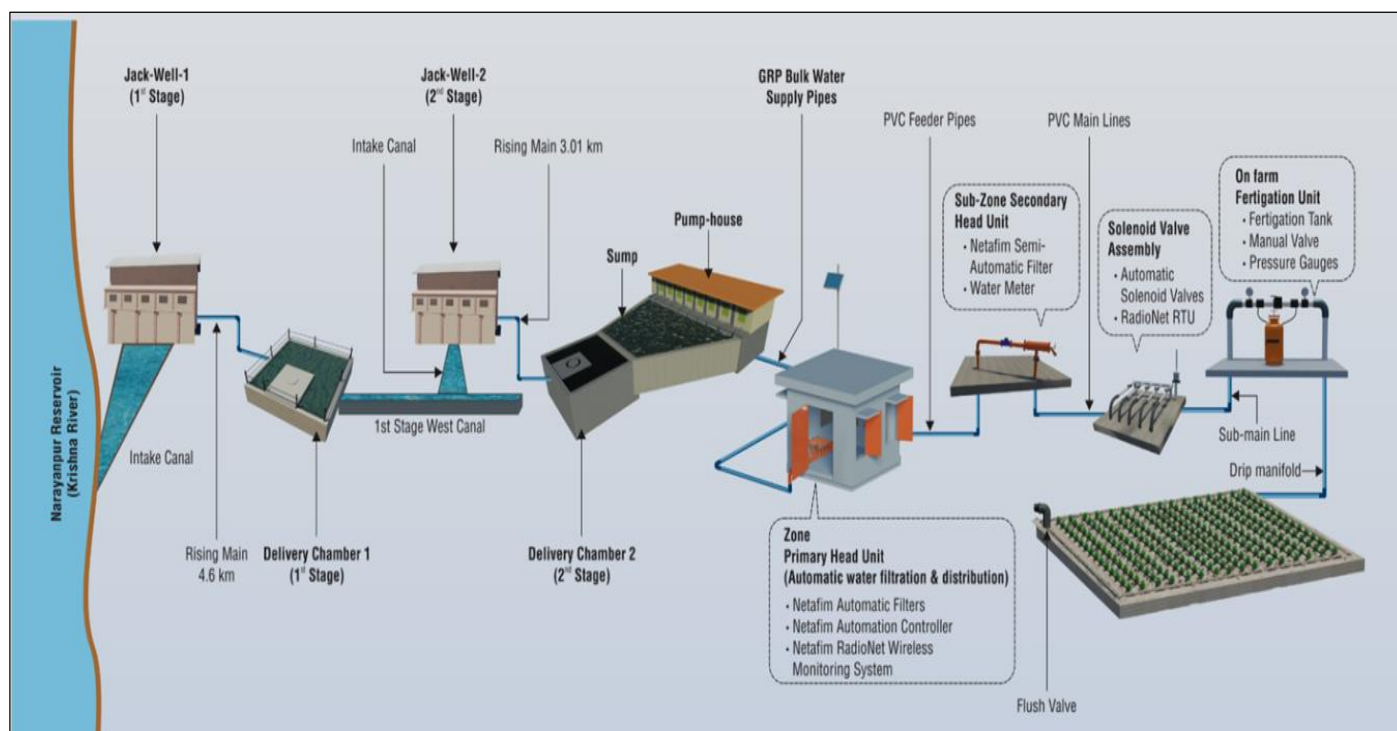 Narayanpur Reservoir
(Krishna River)
Jack-Well-1
(1st Stage)
Intake Canal
Rising Main
4.6 km
Delivery Chamber 1
(1st Stage)
Jack-Well-2
(2nd Stage)
Intake Canal
1st Stage West Canal
Rising Main 3.01 km
Delivery Chamber 2
(2nd Stage)
Sump
Pump-house
GRP Bulk Water
Supply Pipes
Zone
Primary Head Unit
(Automatic water filtration & distribution)
• Netafim Automatic Filters
• Netafim Automation Controller
• Netafim RadioNet Wireless
Monitoring System
PVC Feeder Pipes
Sub-Zone Secondary
Head Unit
• Netafim Semi-
Automatic Filter
• Water Meter
PVC Main Lines
Solenoid Valve
Assembly
• Automatic
Solenoid Valves
• RadioNet RTU
On farm
Fertigation Unit
• Fertigation Tank
• Manual Valve
• Pressure Gauges
Sub-main Line
Drip manifold
Flush Valve